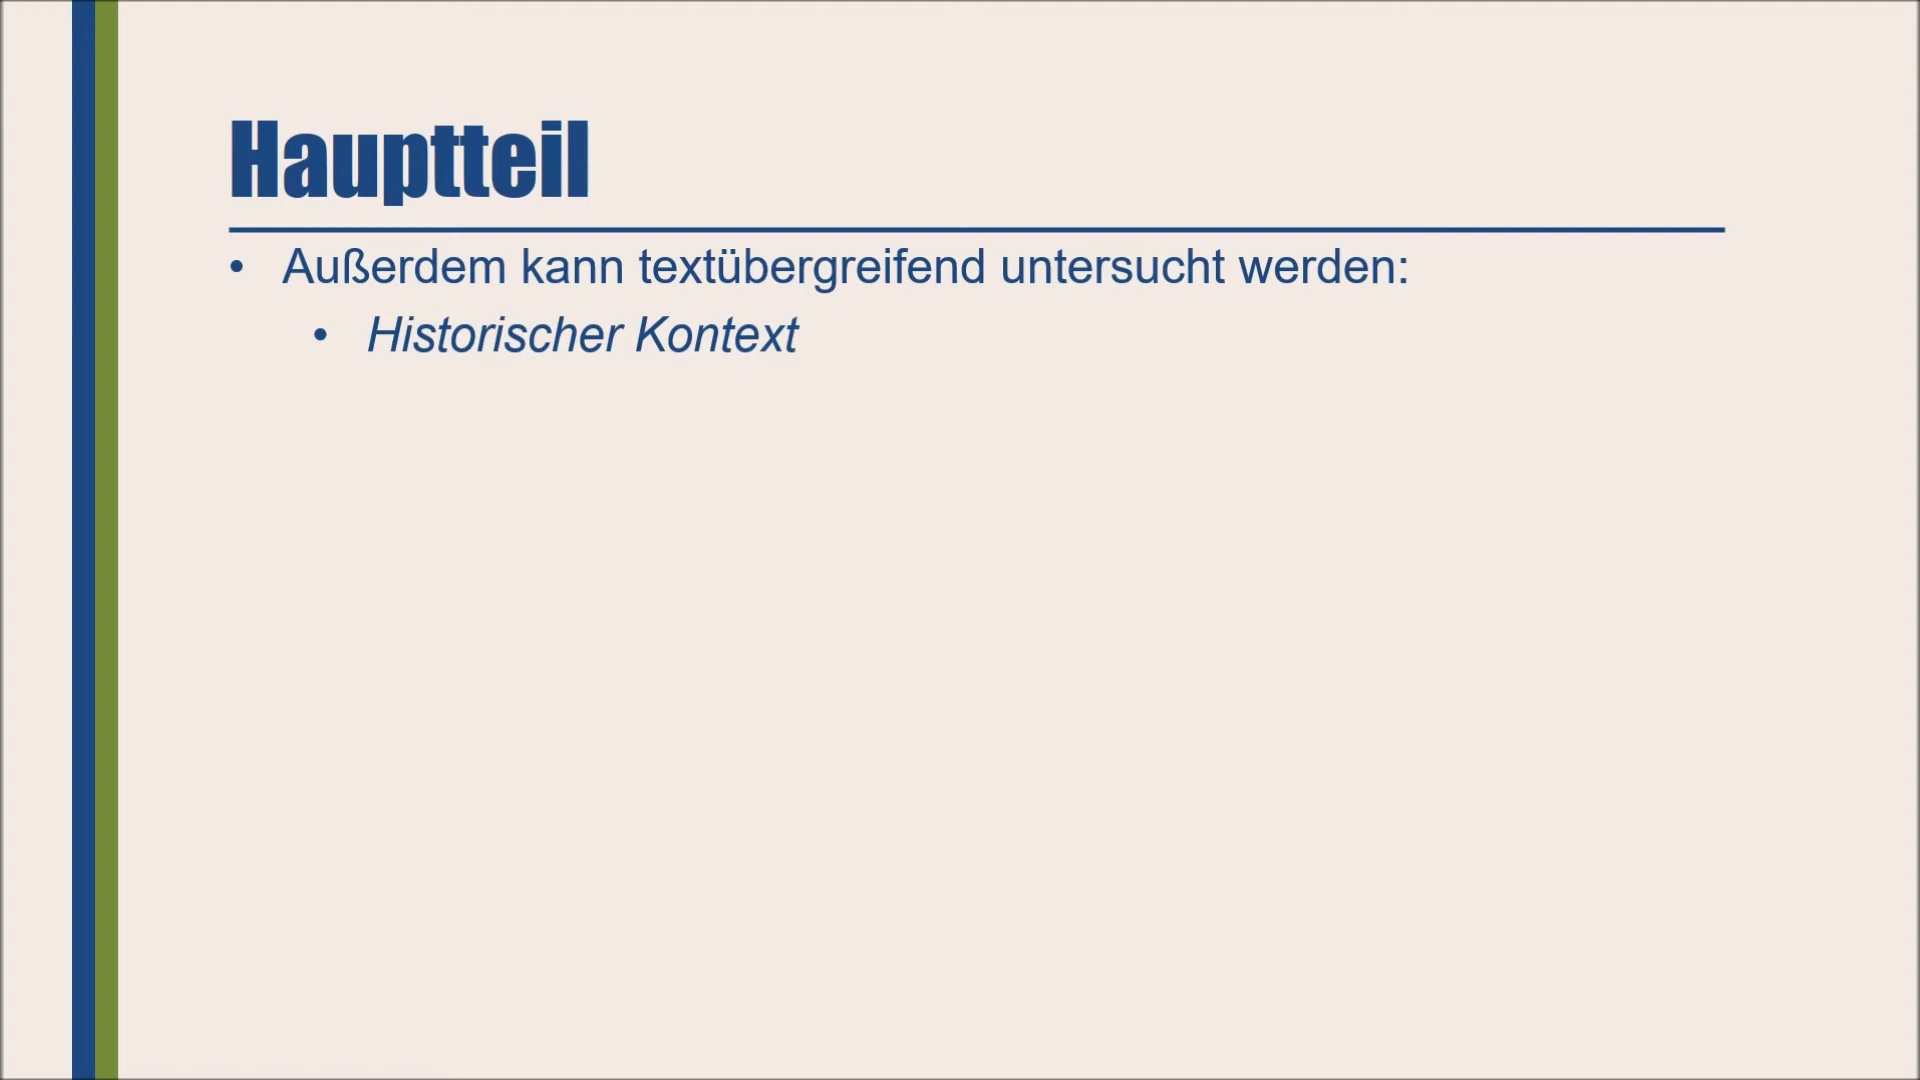 Hauptteil
• Außerdem kann textübergreifend untersucht werden:
• Historischer Kontext